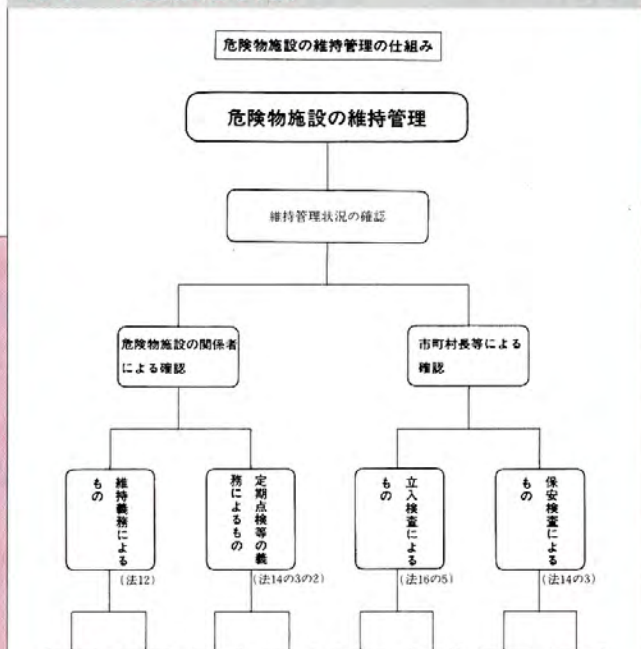 危険物施設の維持管理の仕組み
危険物施設の維持管理
維持管理状況の確認
危険物施設の関係者
による確認
市町村長等による
確認
維持義務による
もの
(法12)
定期点検等の義
務によるもの
(法14の3の2)
立入検査による
もの
(法16の5)
保安検査による
もの
(法14の3)